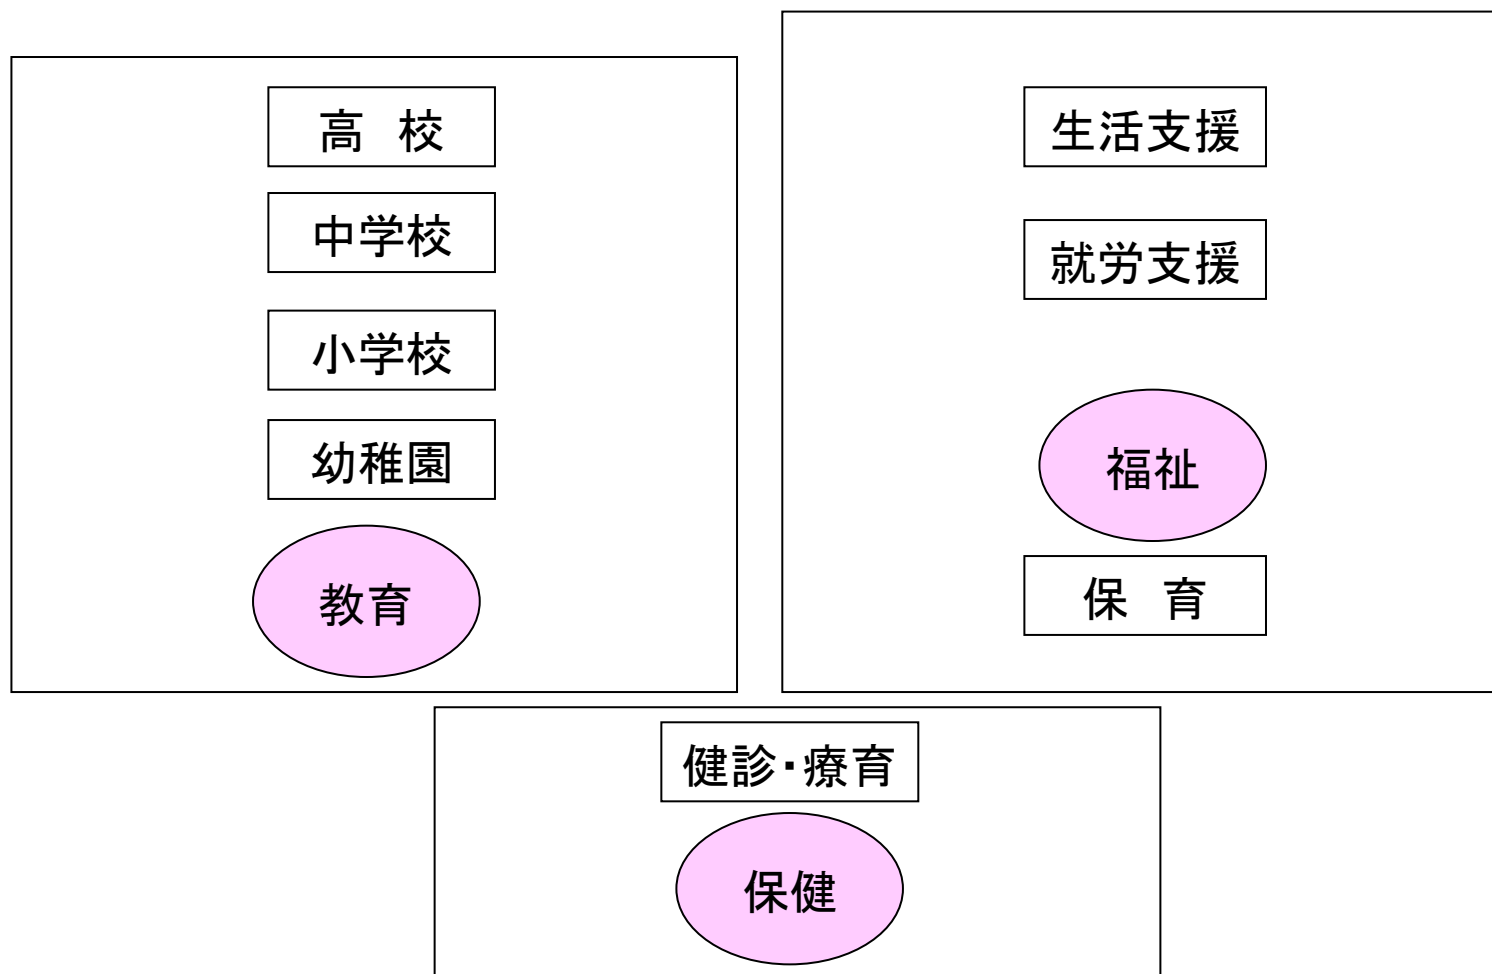 高　校
中学校
小学校
幼稚園
教育
生活支援
就労支援
福祉
保　育
健診・療育
保健